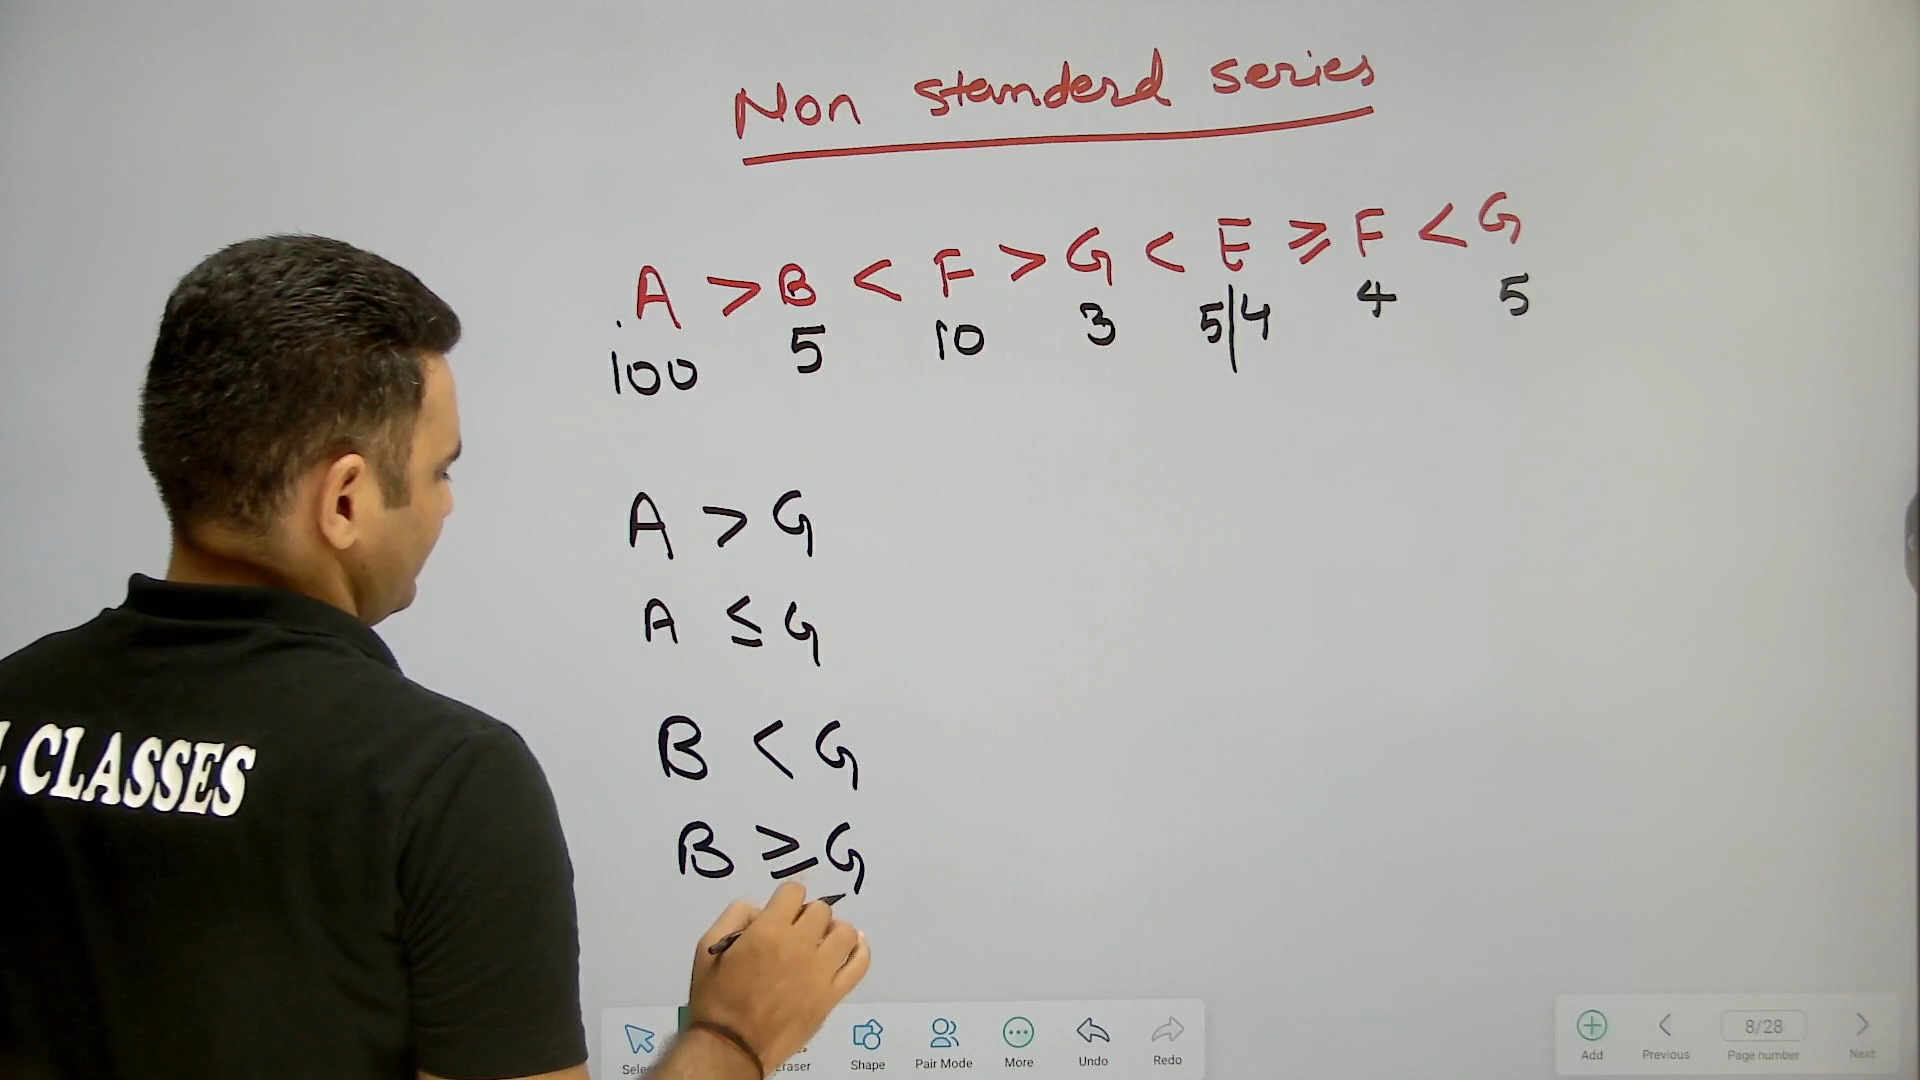 Non standerd series
A > B < F > G < E ≥ F < G
100 5 10 3 5|4 4 5
A > G
A ≤ G
B < G
B ≥ G
CLASSES
Shape
Pair Mode
More
Undo
Redo
Add
Previous
8/28
Page number
Next